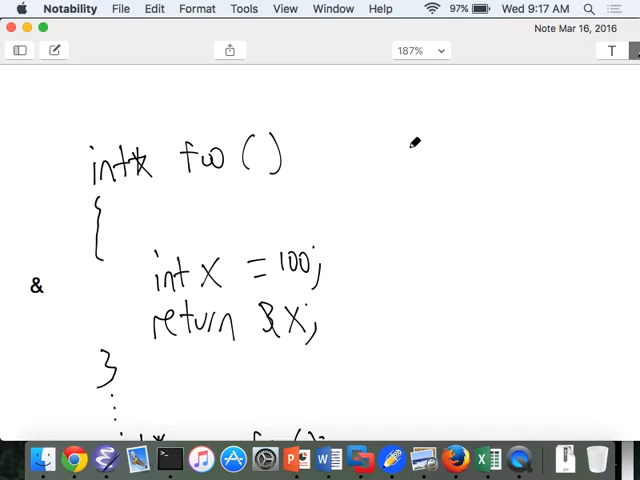 Notability File Edit Format Tools View Window Help 97% Wed 9:17 AM
Note Mar 16, 2016
187% T
int* foo ()
{
int x = 100;
&
return &x;
}
⋮
int*